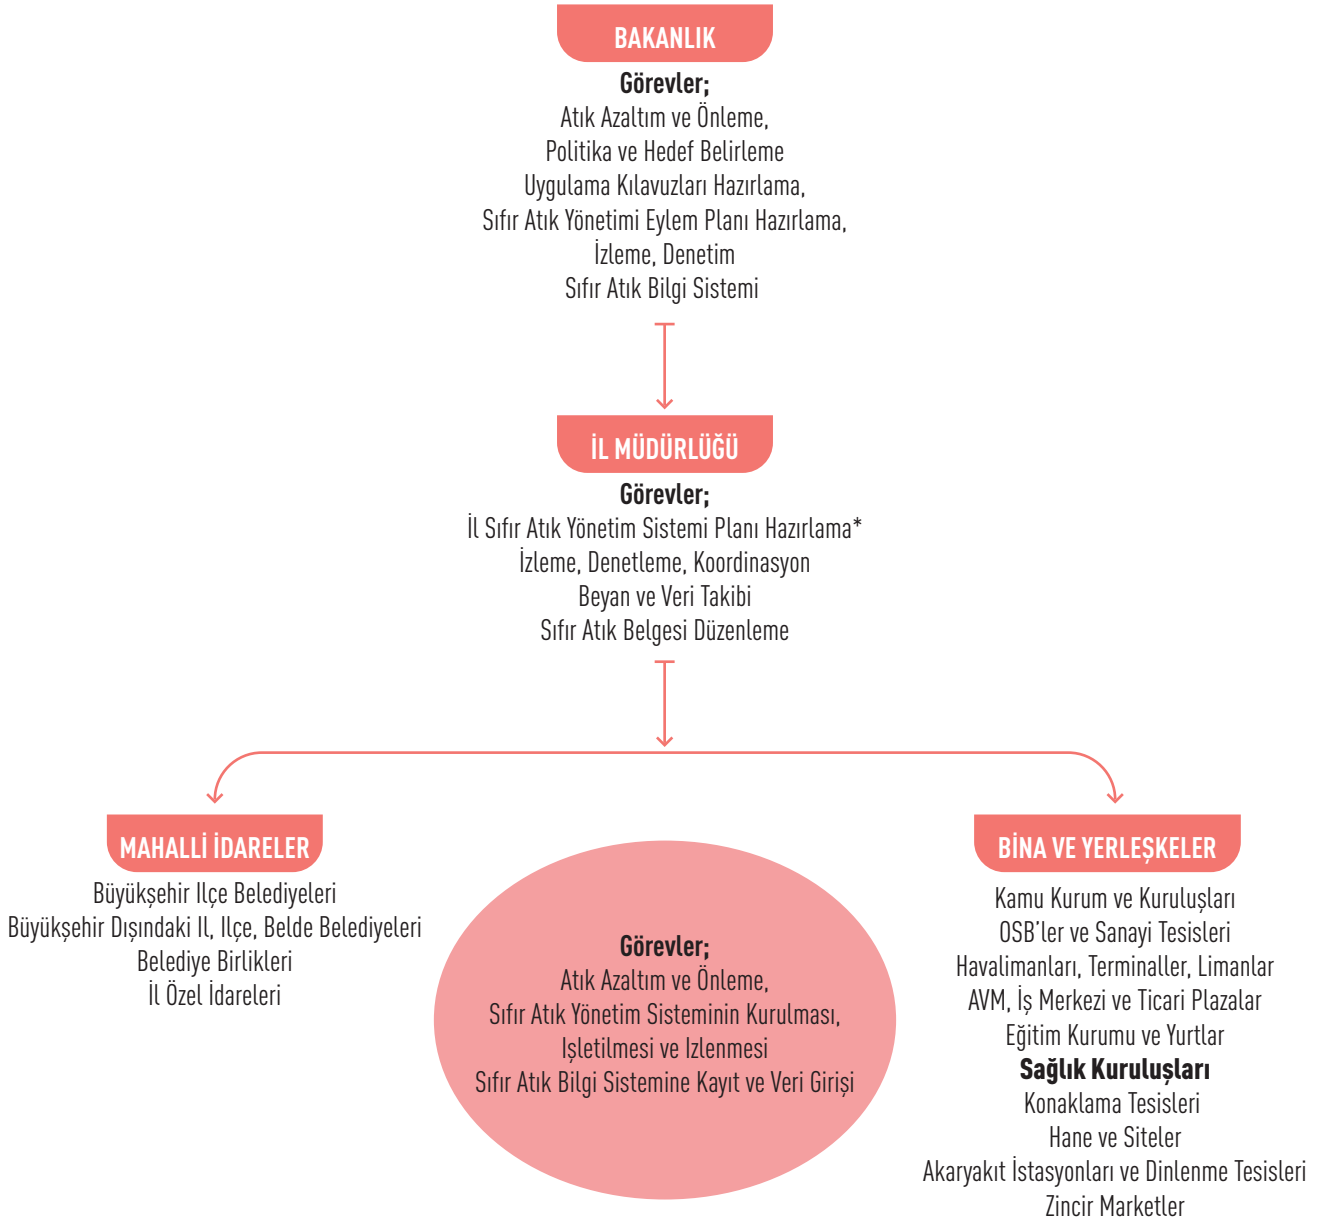 BAKANLIK
Görevler;
Atık Azaltım ve Önleme,
Politika ve Hedef Belirleme
Uygulama Kılavuzları Hazırlama,
Sıfır Atık Yönetimi Eylem Planı Hazırlama,
İzleme, Denetim
Sıfır Atık Bilgi Sistemi
İL MÜDÜRLÜĞÜ
Görevler;
İl Sıfır Atık Yönetim Sistemi Planı Hazırlama*
İzleme, Denetleme, Koordinasyon
Beyan ve Veri Takibi
Sıfır Atık Belgesi Düzenleme
MAHALLİ İDARELER
Büyükşehir Ilçe Belediyeleri
Büyükşehir Dışındaki Il, Ilçe, Belde Belediyeleri
Belediye Birlikleri
İl Özel İdareleri
Görevler;
Atık Azaltım ve Önleme,
Sıfır Atık Yönetim Sisteminin Kurulması,
Işletilmesi ve Izlenmesi
Sıfır Atık Bilgi Sistemine Kayıt ve Veri Girişi
BİNA VE YERLEŞKELER
Kamu Kurum ve Kuruluşları
OSB'ler ve Sanayi Tesisleri
Havalimanları, Terminaller, Limanlar
AVM, İş Merkezi ve Ticari Plazalar
Eğitim Kurumu ve Yurtlar
Sağlık Kuruluşları
Konaklama Tesisleri
Hane ve Siteler
Akaryakıt İstasyonları ve Dinlenme Tesisleri
Zincir Marketler